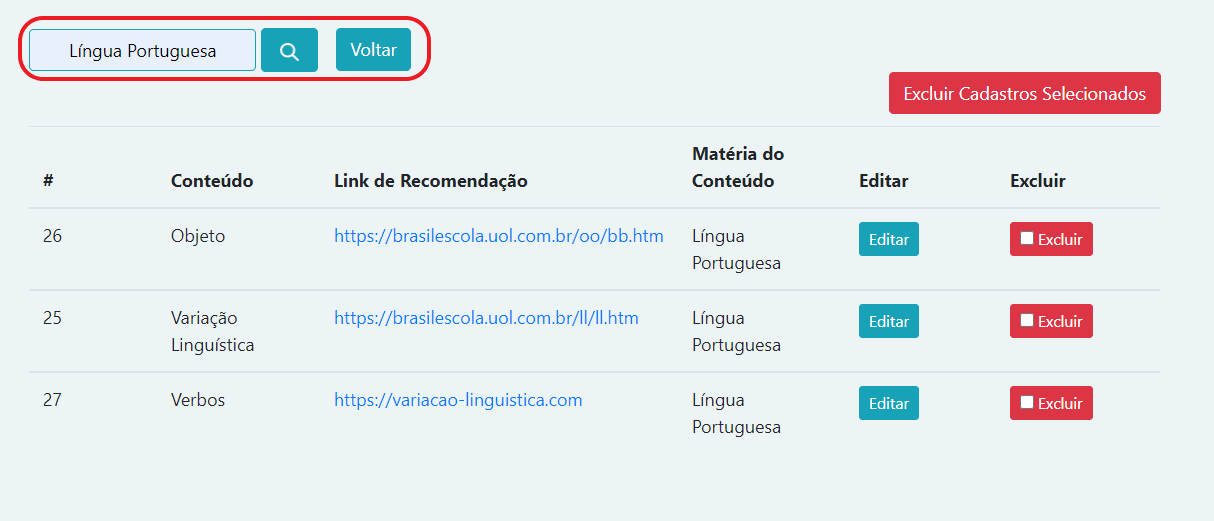 Língua Portuguesa
Voltar
Excluir Cadastros Selecionados
# Conteúdo Link de Recomendação Matéria do Conteúdo Editar Excluir
26 Objeto https://brasilescola.uol.com.br/oo/bb.htm Língua Portuguesa Editar Excluir
25 Variação Linguística https://brasilescola.uol.com.br/ll/ll.htm Língua Portuguesa Editar Excluir
27 Verbos https://variacao-linguistica.com Língua Portuguesa Editar Excluir